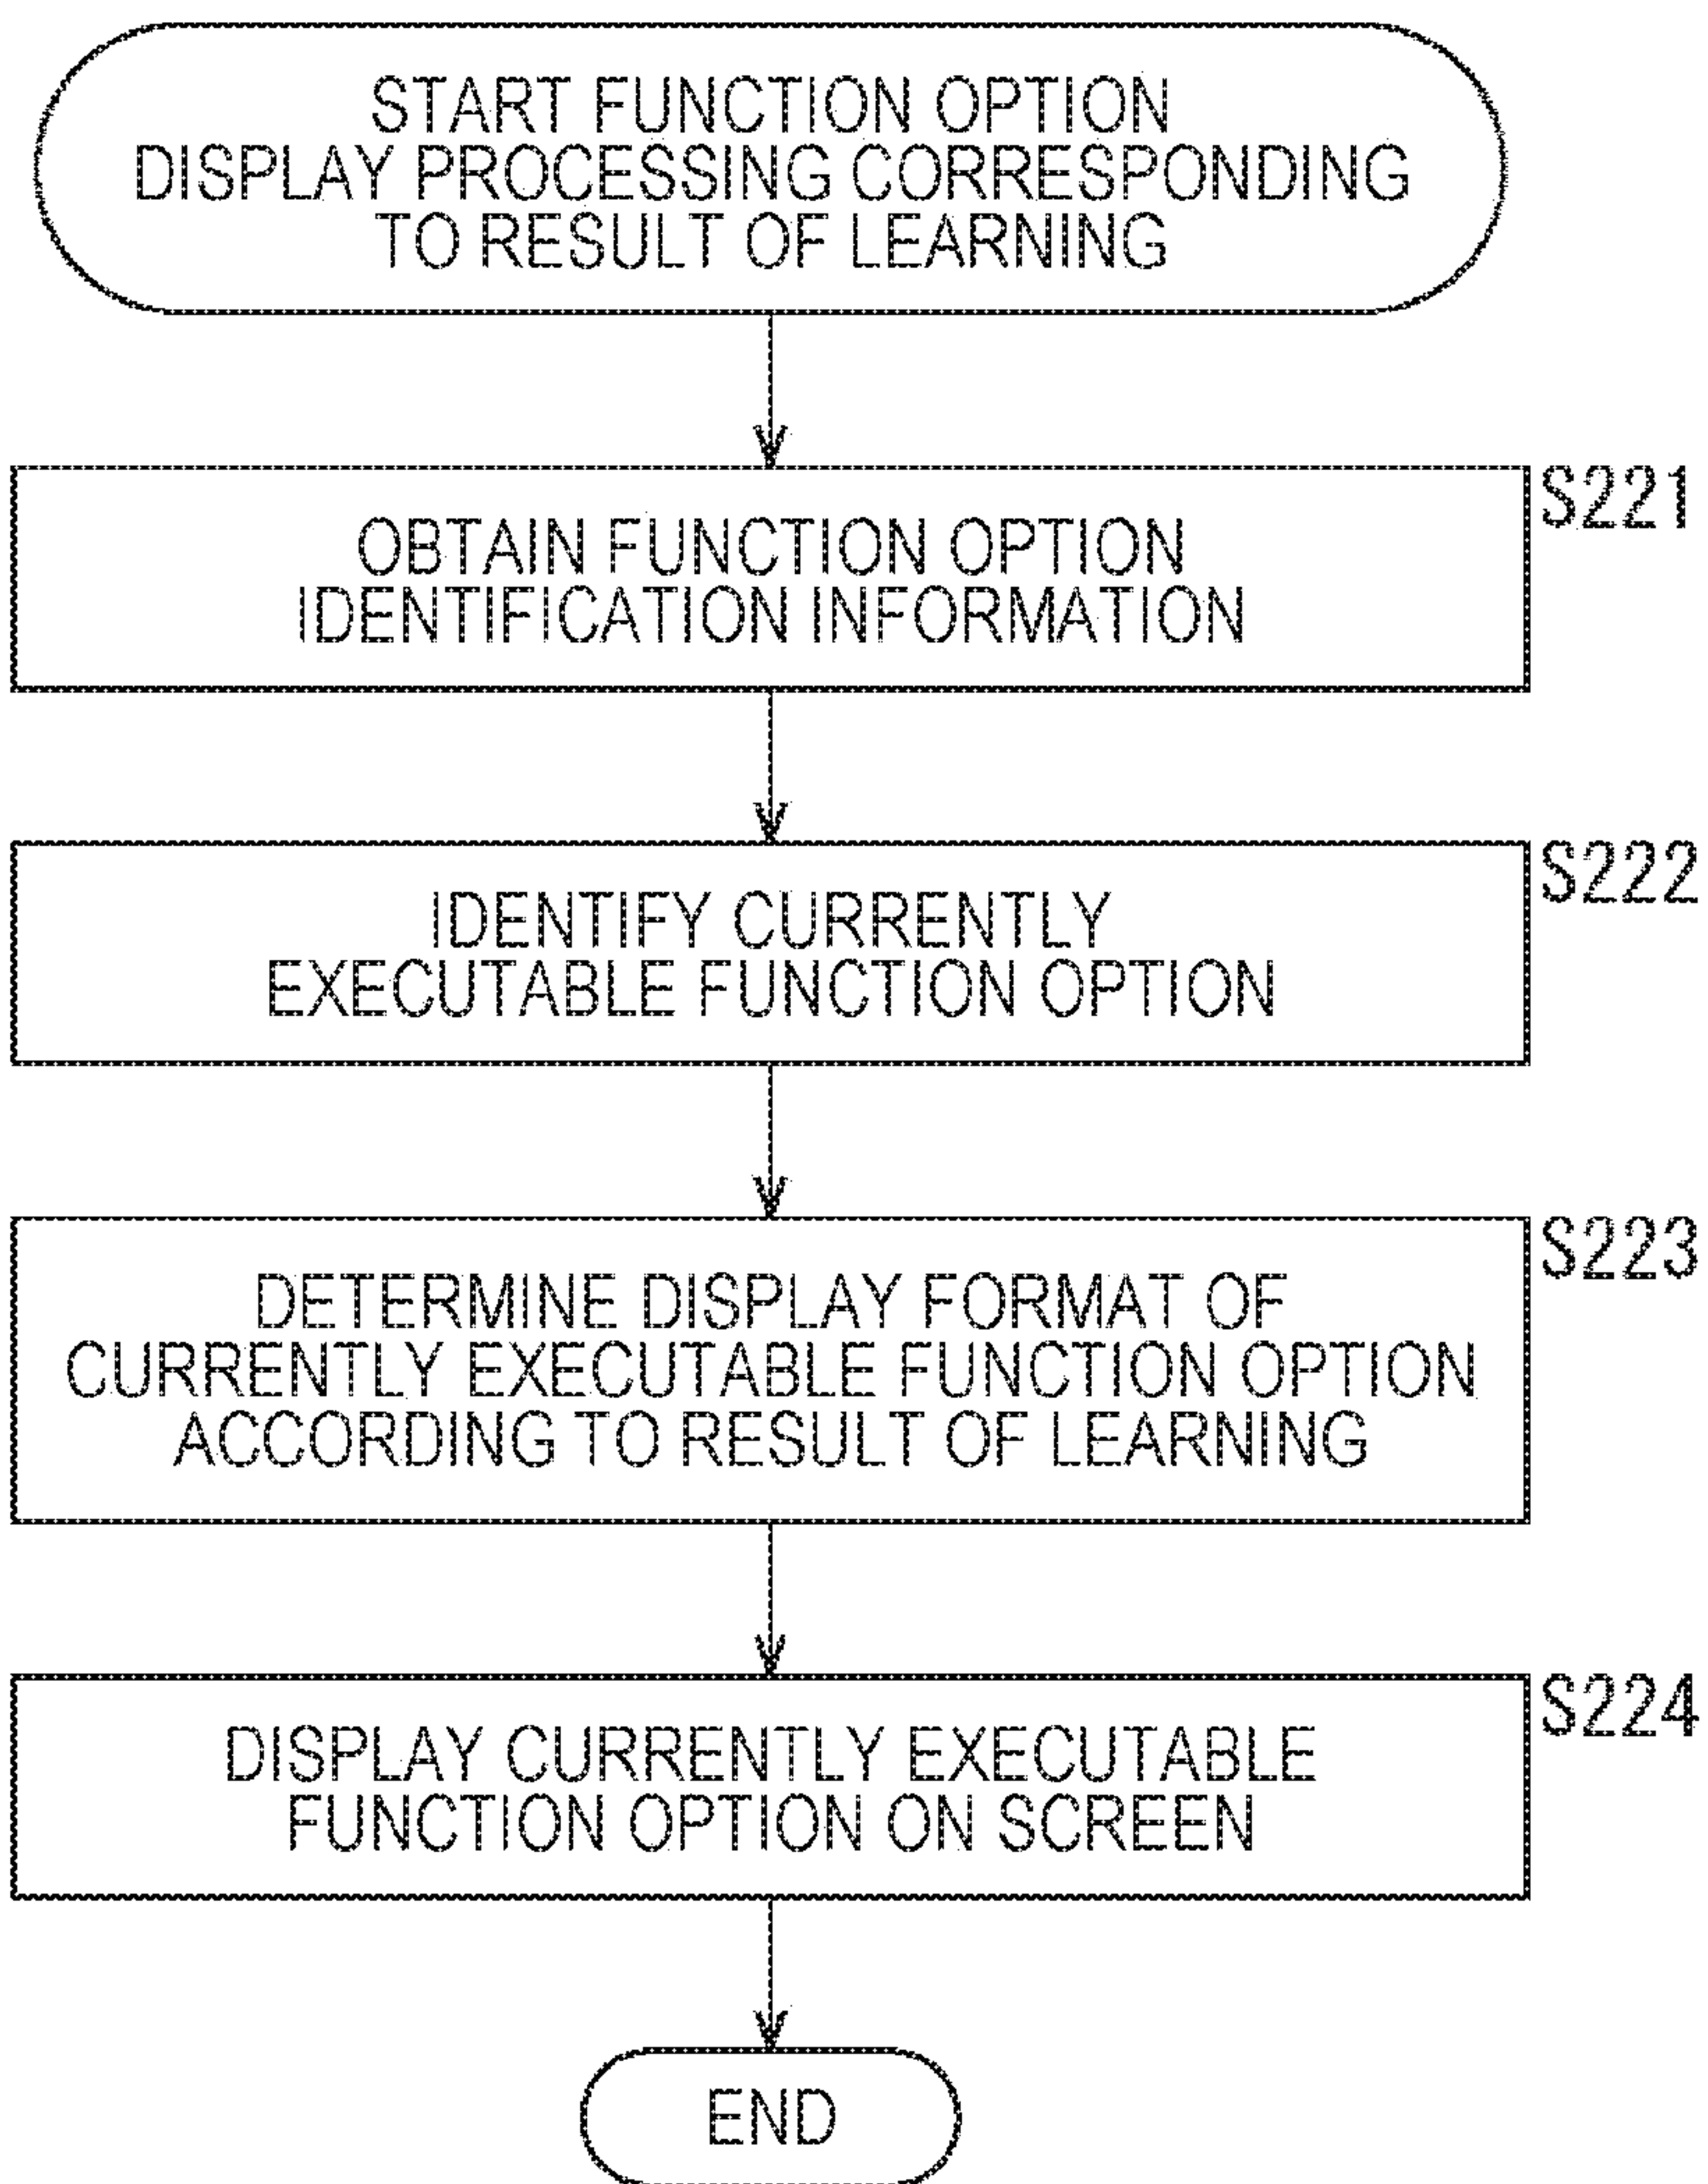 START FUNCTION OPTION
DISPLAY PROCESSING CORRESPONDING
TO RESULT OF LEARNING
S221
OBTAIN FUNCTION OPTION
IDENTIFICATION INFORMATION
S222
IDENTIFY CURRENTLY
EXECUTABLE FUNCTION OPTION
S223
DETERMINE DISPLAY FORMAT OF
CURRENTLY EXECUTABLE FUNCTION OPTION
ACCORDING TO RESULT OF LEARNING
S224
DISPLAY CURRENTLY EXECUTABLE
FUNCTION OPTION ON SCREEN
END